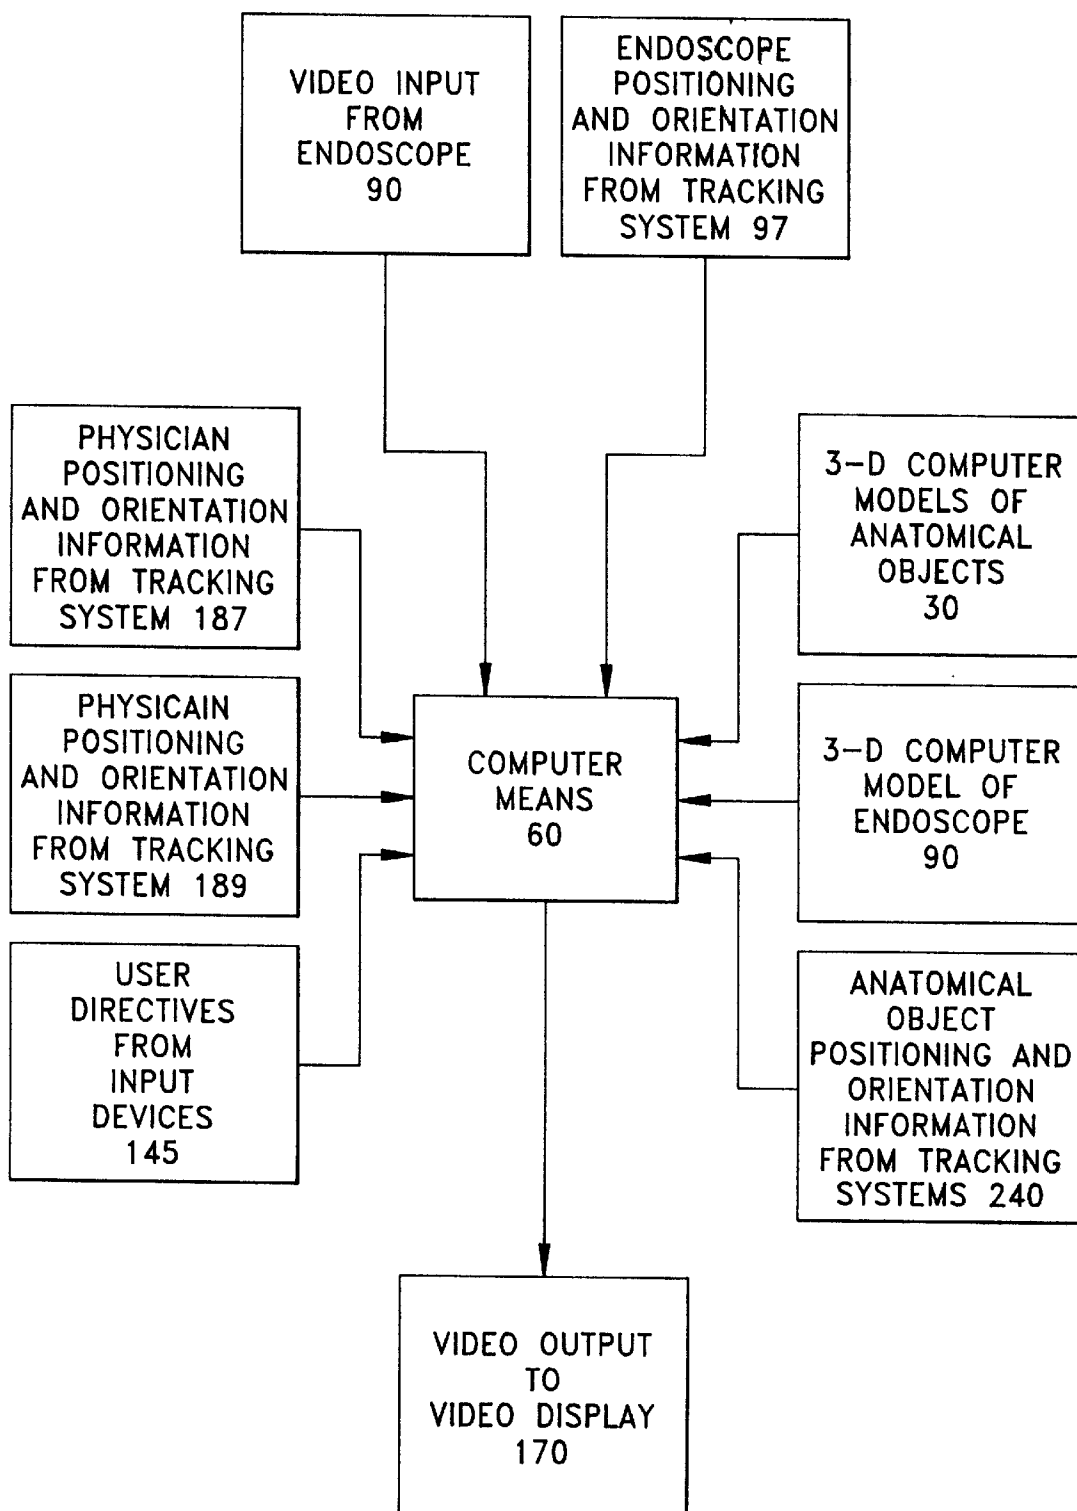 VIDEO INPUT
FROM
ENDOSCOPE
90
ENDOSCOPE
POSITIONING
AND ORIENTATION
INFORMATION
FROM TRACKING
SYSTEM 97
PHYSICIAN
POSITIONING
AND ORIENTATION
INFORMATION
FROM TRACKING
SYSTEM 187
3-D COMPUTER
MODELS OF
ANATOMICAL
OBJECTS
30
PHYSICAIN
POSITIONING
AND ORIENTATION
INFORMATION
FROM TRACKING
SYSTEM 189
COMPUTER
MEANS
60
3-D COMPUTER
MODEL OF
ENDOSCOPE
90
USER
DIRECTIVES
FROM
INPUT
DEVICES
145
ANATOMICAL
OBJECT
POSITIONING AND
ORIENTATION
INFORMATION
FROM TRACKING
SYSTEMS 240
VIDEO OUTPUT
TO
VIDEO DISPLAY
170